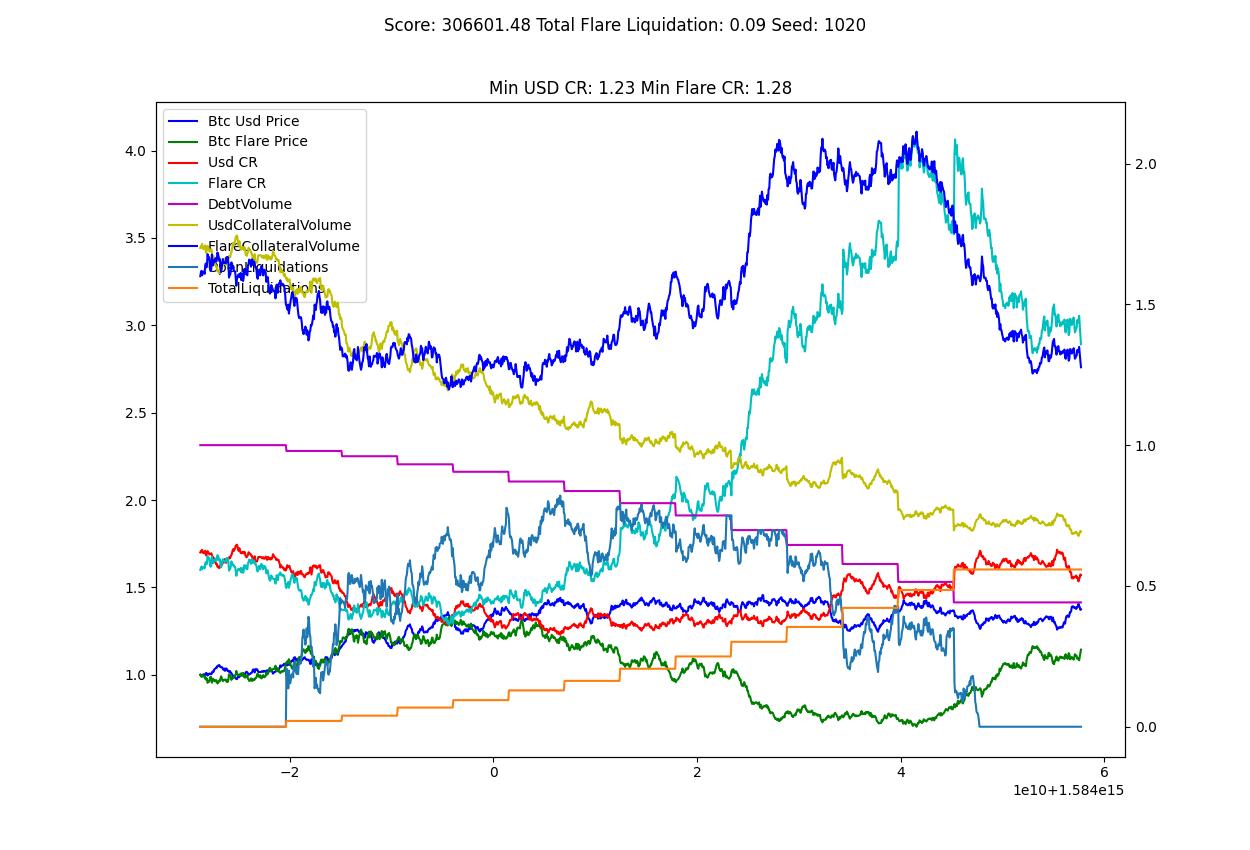 Score: 306601.48 Total Flare Liquidation: 0.09 Seed: 1020
Min USD CR: 1.23 Min Flare CR: 1.28
Btc Usd Price
Btc Flare Price
Usd CR
Flare CR
DebtVolume
UsdCollateralVolume
FlareCollateralVolume
OpenLiquidations
TotalLiquidations
4.0
3.5
3.0
2.5
2.0
1.5
1.0
2.0
1.5
1.0
0.5
0.0
−2
0
2
4
6
1e10+1.584e15